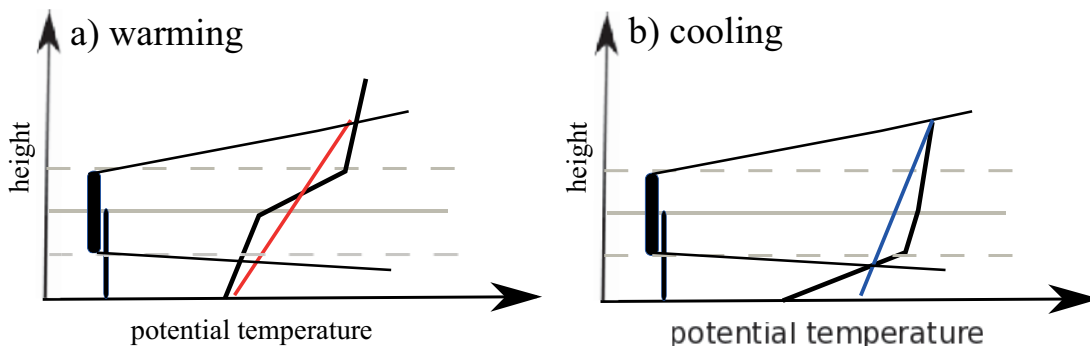 a) warming
b) cooling
height
height
potential temperature
potential temperature